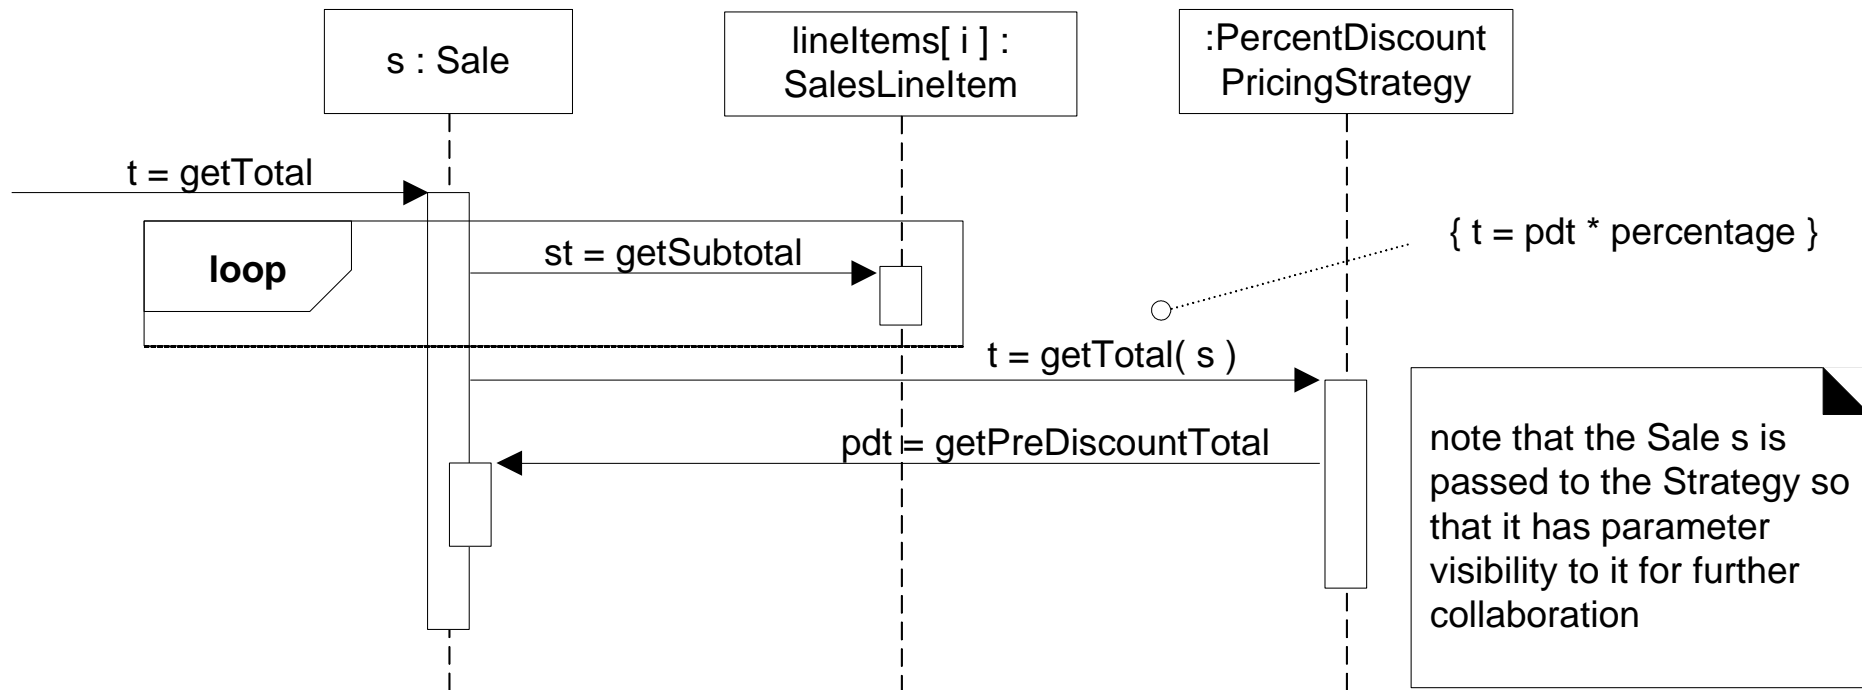 s : Sale
lineItems[ i ] :
SalesLineItem
:PercentDiscount
PricingStrategy
t = getTotal
loop
st = getSubtotal
{ t = pdt * percentage }
t = getTotal( s )
pdt = getPreDiscountTotal
note that the Sale s is
passed to the Strategy so
that it has parameter
visibility to it for further
collaboration